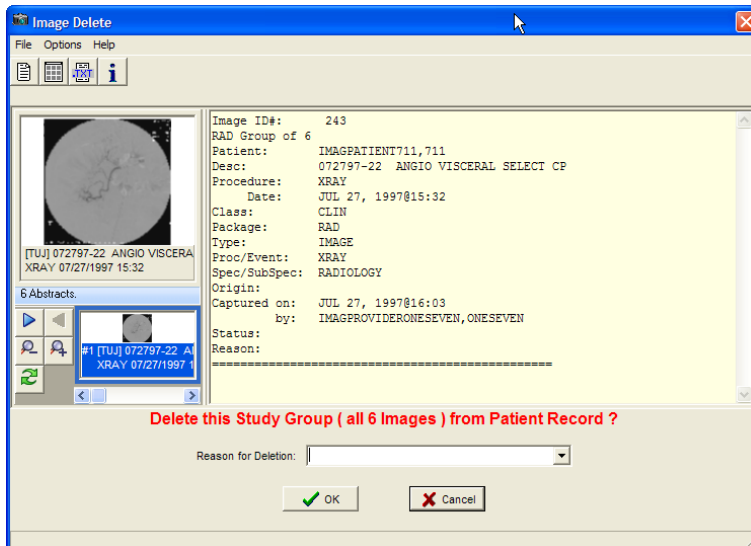 Image Delete
File Options Help
.TXT
i
[TUJ] 072797-22 ANGIO VISCERA
XRAY 07/27/1997 15:32
6 Abstracts.
#1 [TUJ] 072797-22 A
XRAY 07/27/1997 1
Image ID#: 243
RAD Group of 6
Patient: IMAGPATIENT711,711
Desc: 072797-22 ANGIO VISCERAL SELECT CP
Procedure: XRAY
Date: JUL 27, 1997@15:32
Class: CLIN
Package: RAD
Type: IMAGE
Proc/Event: XRAY
Spec/SubSpec: RADIOLOGY
Origin:
Captured on: JUL 27, 1997@16:03
by: IMAGPROVIDERONESEVEN,ONESEVEN
Status:
Reason:
==================================================
Delete this Study Group ( all 6 Images ) from Patient Record ?
Reason for Deletion:
OK
Cancel